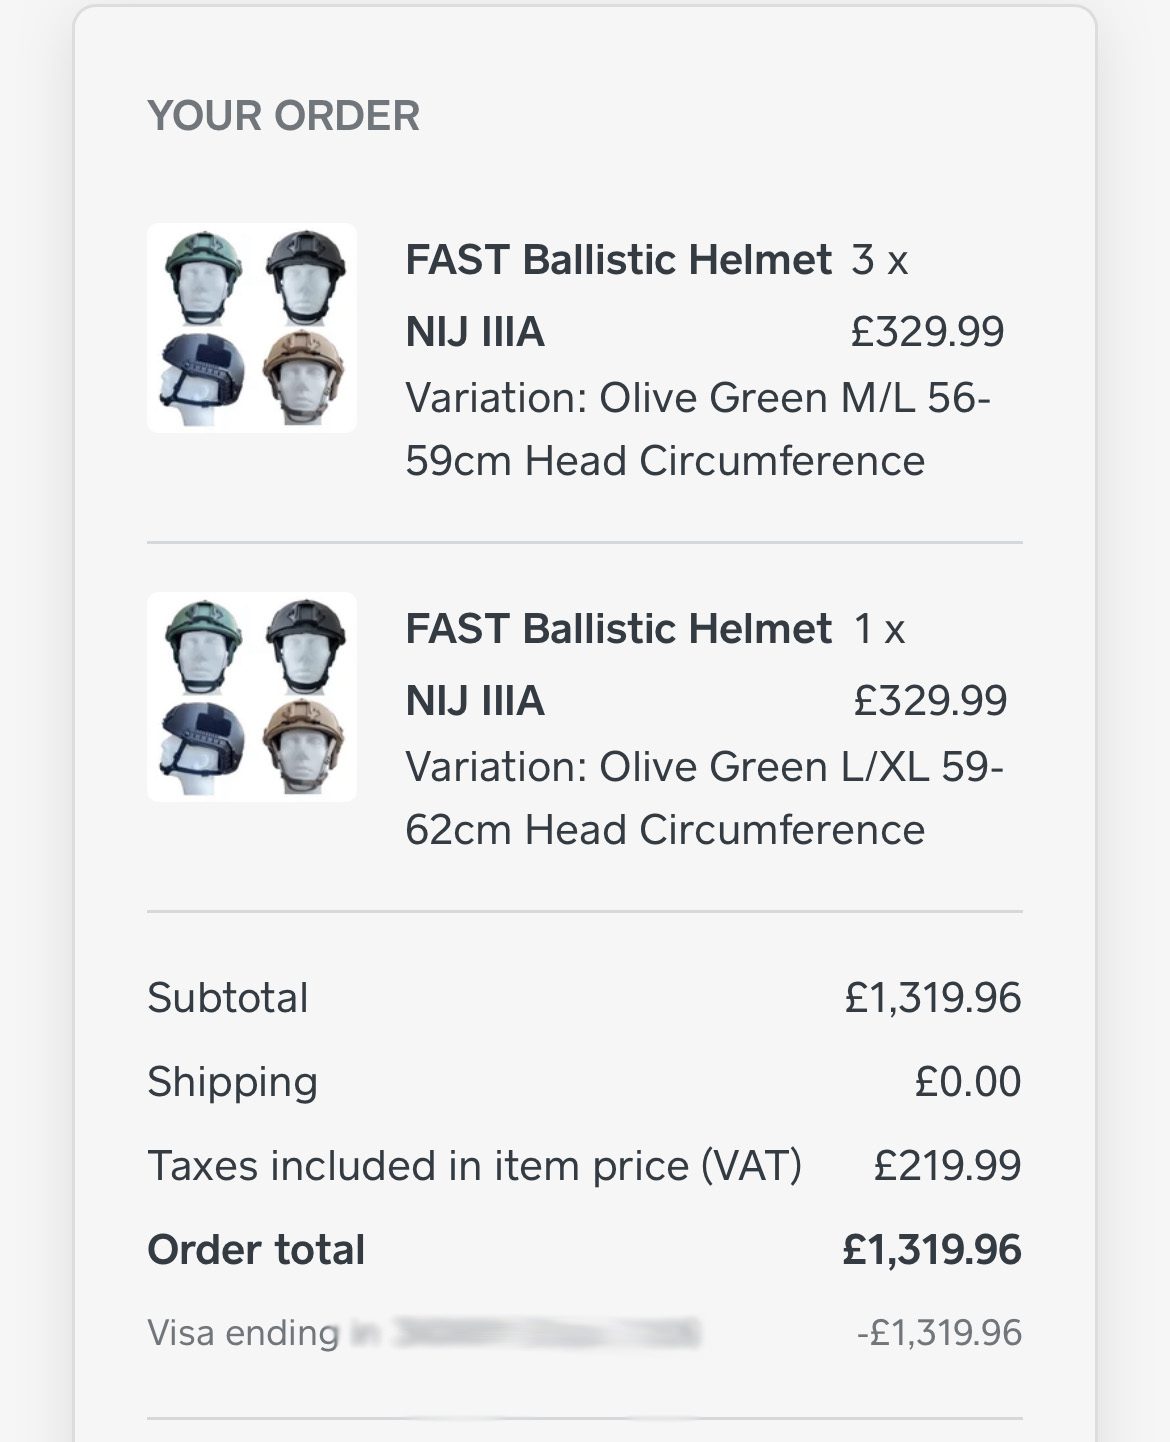 YOUR ORDER
FAST Ballistic Helmet 3 x
NIJ IIIA £329.99
Variation: Olive Green M/L 56-
59cm Head Circumference
FAST Ballistic Helmet 1 x
NIJ IIIA £329.99
Variation: Olive Green L/XL 59-
62cm Head Circumference
Subtotal £1,319.96
Shipping £0.00
Taxes included in item price (VAT) £219.99
Order total £1,319.96
Visa ending in -£1,319.96